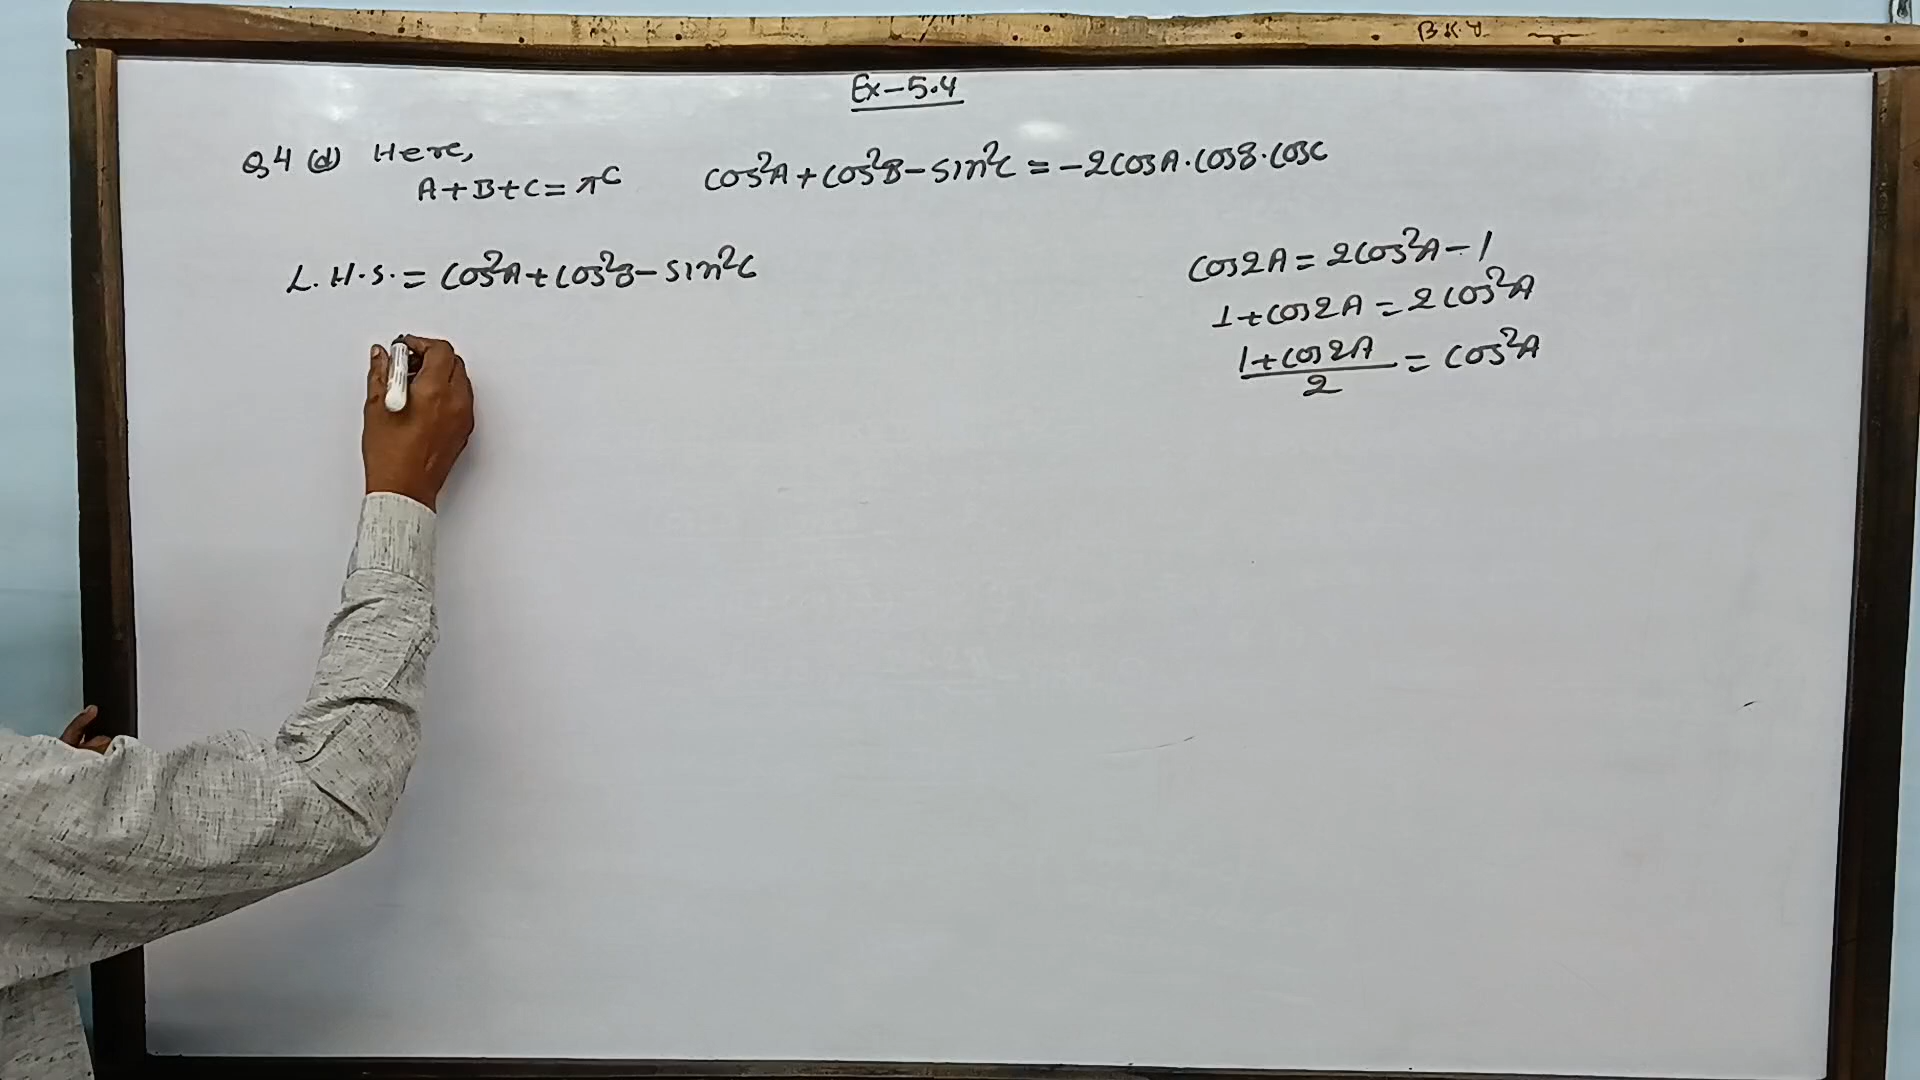 B.K.Y
Ex-5.4
Q4 (d) Here,
A+B+C=π^c cos²A+cos²B-sin²C=-2cosA.cosB.cosC
L.H.S.=cos²A+cos²B-sin²C
cos2A=2cos²A-1
1+cos2A=2cos²A
(1+cos2A)/2=cos²A